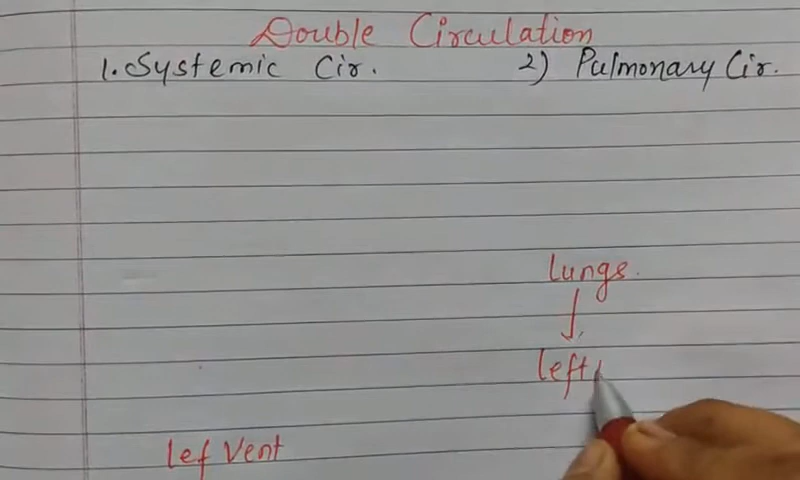 Double Circulation
1. Systemic Cir. 2) Pulmonary Cir.
lungs
left
lef Vent